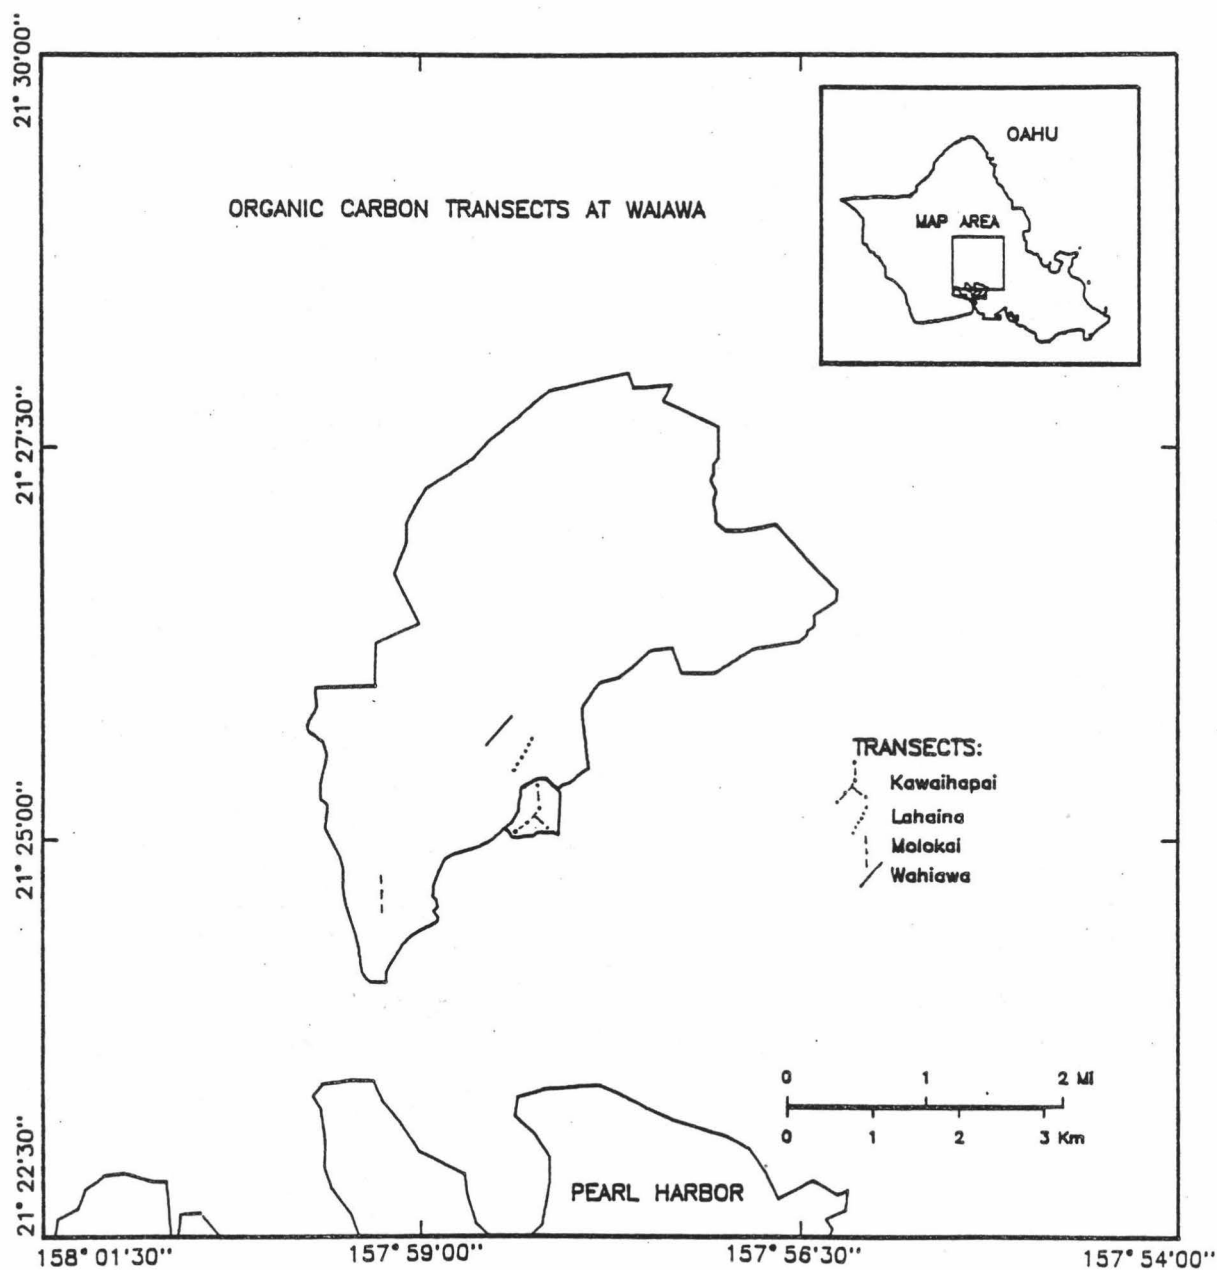 21° 30'00"
OAHU
ORGANIC CARBON TRANSECTS AT WAIAWA
MAP AREA
21° 27'30"
TRANSECTS:
Kawaihapai
Lahaina
Molokai
Wahiawa
21° 25'00"
0 1 2 MI
0 1 2 3 Km
21° 22'30"
PEARL HARBOR
158° 01'30" 157° 59'00" 157° 56'30" 157° 54'00"